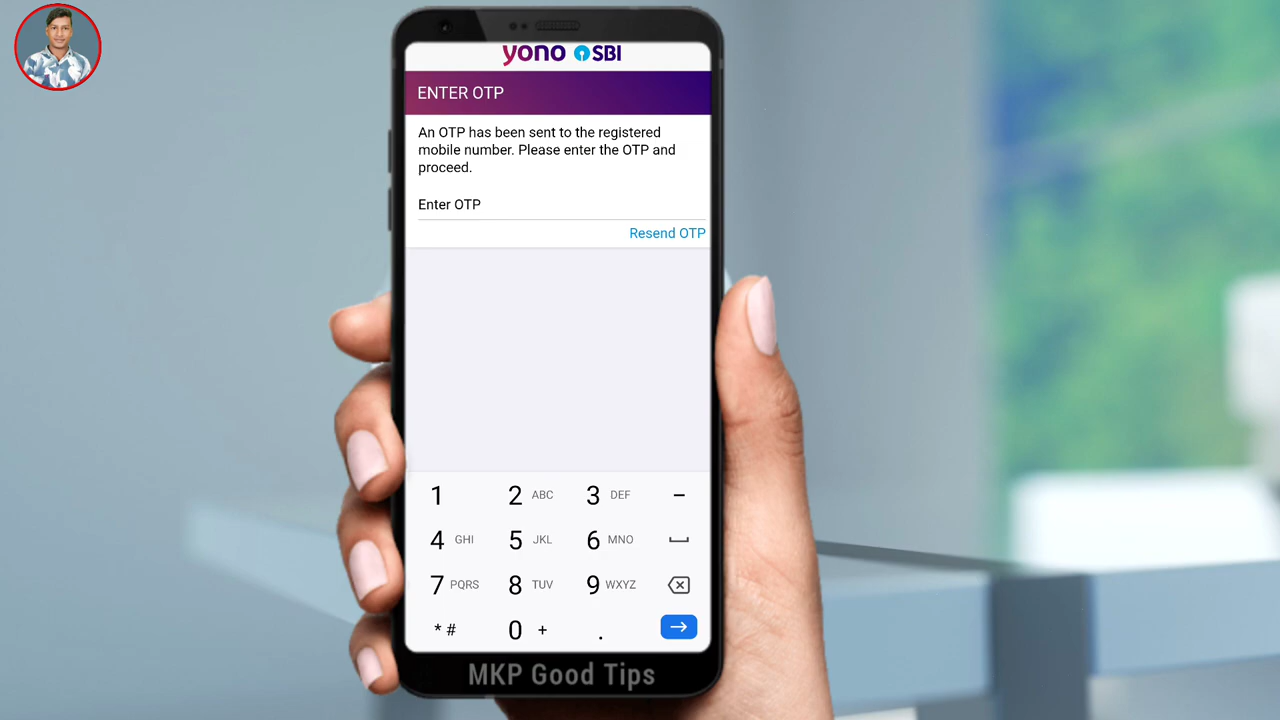 yono SBI
ENTER OTP
An OTP has been sent to the registered
mobile number. Please enter the OTP and
proceed.
Enter OTP
Resend OTP
1 2 ABC 3 DEF -
4 GHI 5 JKL 6 MNO
7 PQRS 8 TUV 9 WXYZ
* # 0 + .
MKP Good Tips